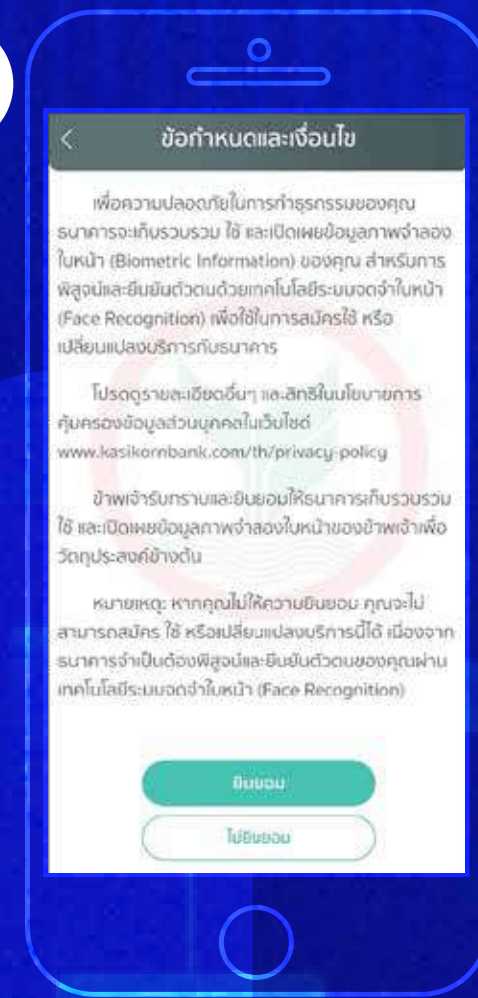 ข้อกำหนดและเงื่อนไข
เพื่อความปลอดภัยในการทำธุรกรรมของคุณ
ธนาคารจะเก็บรวบรวม ใช้ และเปิดเผยข้อมูลภาพจำลอง
ใบหน้า (Biometric Information) ของคุณ สำหรับการ
พิสูจน์และยืนยันตัวตนด้วยเทคโนโลยีระบบจดจำใบหน้า
(Face Recognition) เพื่อใช้ในการสมัครใช้ หรือ
เปลี่ยนแปลงบริการกับธนาคาร
โปรดดูรายละเอียดอื่นๆ และสิทธิในนโยบายการ
คุ้มครองข้อมูลส่วนบุคคลในเว็บไซต์
www.kasikornbank.com/th/privacy-policy
ข้าพเจ้ารับทราบและยินยอมให้ธนาคารเก็บรวบรวม
ใช้ และเปิดเผยข้อมูลภาพจำลองใบหน้าของข้าพเจ้าเพื่อ
วัตถุประสงค์ข้างต้น
หมายเหตุ: หากคุณไม่ให้ความยินยอม คุณจะไม่
สามารถสมัคร ใช้ หรือเปลี่ยนแปลงบริการนี้ได้ เนื่องจาก
ธนาคารจำเป็นต้องพิสูจน์และยืนยันตัวตนของคุณผ่าน
เทคโนโลยีระบบจดจำใบหน้า (Face Recognition)
ยินยอม
ไม่ยินยอม